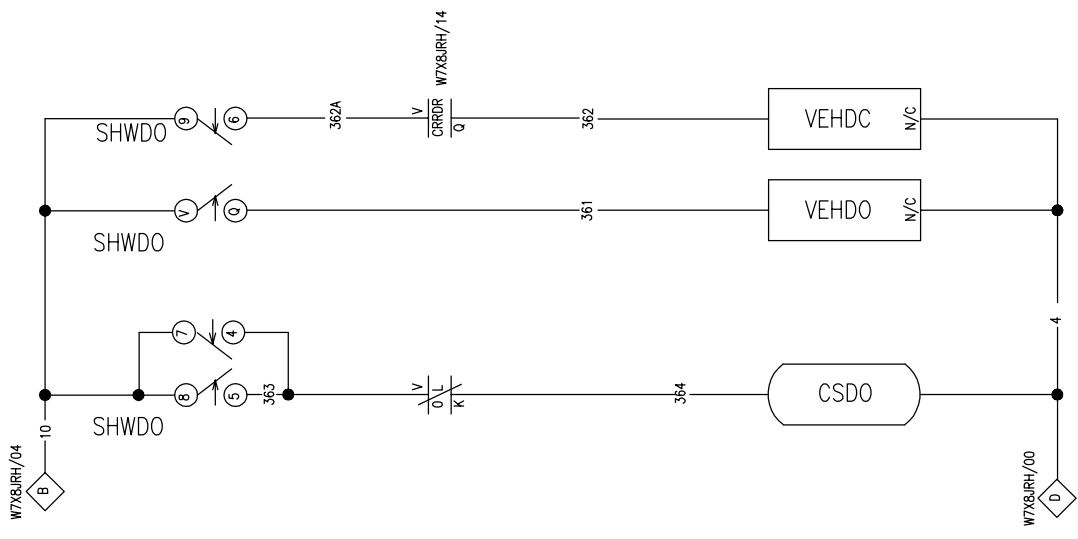 W7X8JRH/14
SHWDO
9
6
362A
V
CRRDR
Q
362
VEHDC
N/C
SHWDO
V
Q
361
VEHDO
N/C
7
4
4
SHWDO
8
5
363
V
O L
K
364
CSDO
10
W7X8JRH/04
B
W7X8JRH/00
D